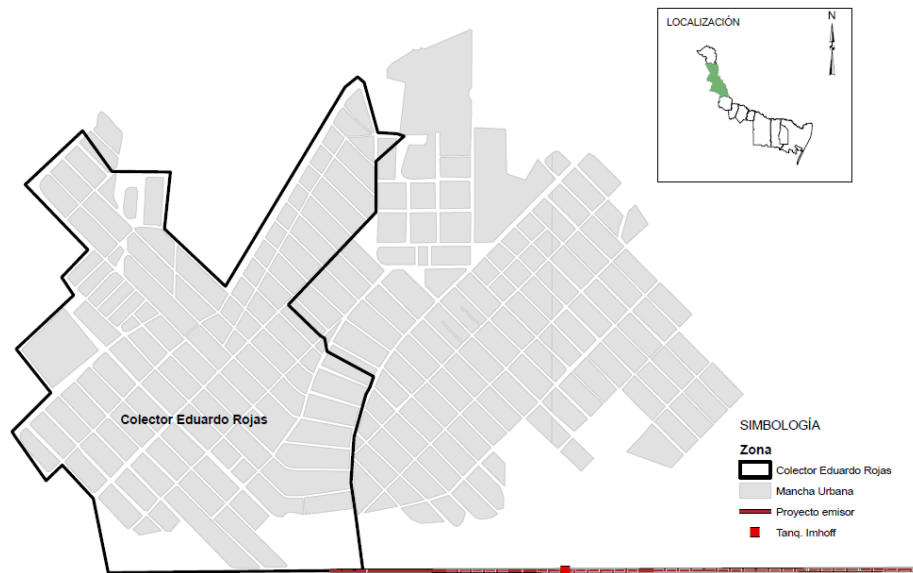 LOCALIZACIÓN
N
Colector Eduardo Rojas
SIMBOLOGÍA
Zona
Colector Eduardo Rojas
Mancha Urbana
Proyecto emisor
Tanq. Imhoff